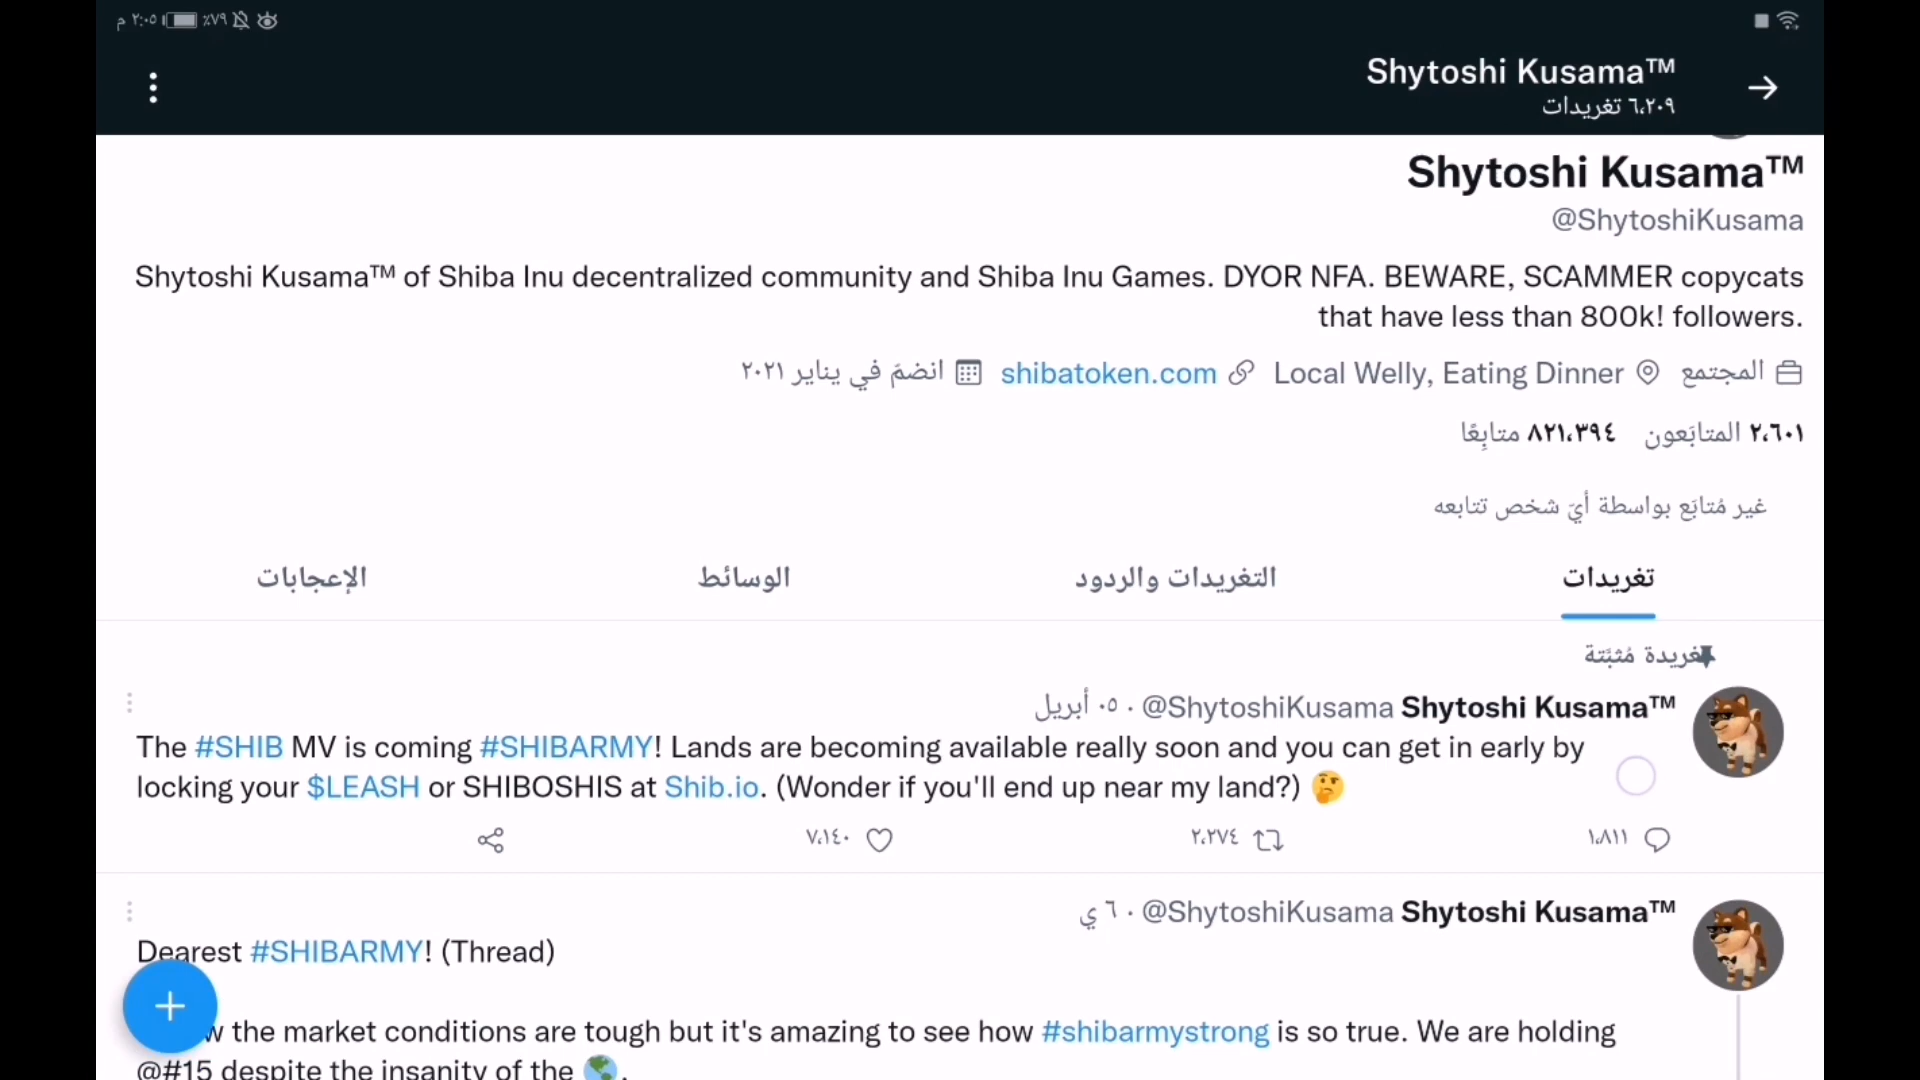 م ٢:٠٥ ٪٧٩
Shytoshi Kusama™
٦،٢٠٩ تغريدات
Shytoshi Kusama™
@ShytoshiKusama
Shytoshi Kusama™ of Shiba Inu decentralized community and Shiba Inu Games. DYOR NFA. BEWARE, SCAMMER copycats
that have less than 800k! followers.
المجتمع Local Welly, Eating Dinner shibatoken.com انضمّ في يناير ٢٠٢١
٢،٦٠١ المتابَعون ٨٢١،٣٩٤ متابِعًا
غير مُتابَع بواسطة أيّ شخص تتابعه
تغريدات التغريدات والردود الوسائط الإعجابات
تغريدة مُثبَّتة
Shytoshi Kusama™ @ShytoshiKusama · ٠٥ أبريل
The #SHIB MV is coming #SHIBARMY! Lands are becoming available really soon and you can get in early by
locking your $LEASH or SHIBOSHIS at Shib.io. (Wonder if you'll end up near my land?) 🤔
١،٨١١ ٢،٢٧٤ ٧،١٤٠
Shytoshi Kusama™ @ShytoshiKusama · ٦ ي
Dearest #SHIBARMY! (Thread)
the market conditions are tough but it's amazing to see how #shibarmystrong is so true. We are holding
@#15 despite the insanity of the 🌎.